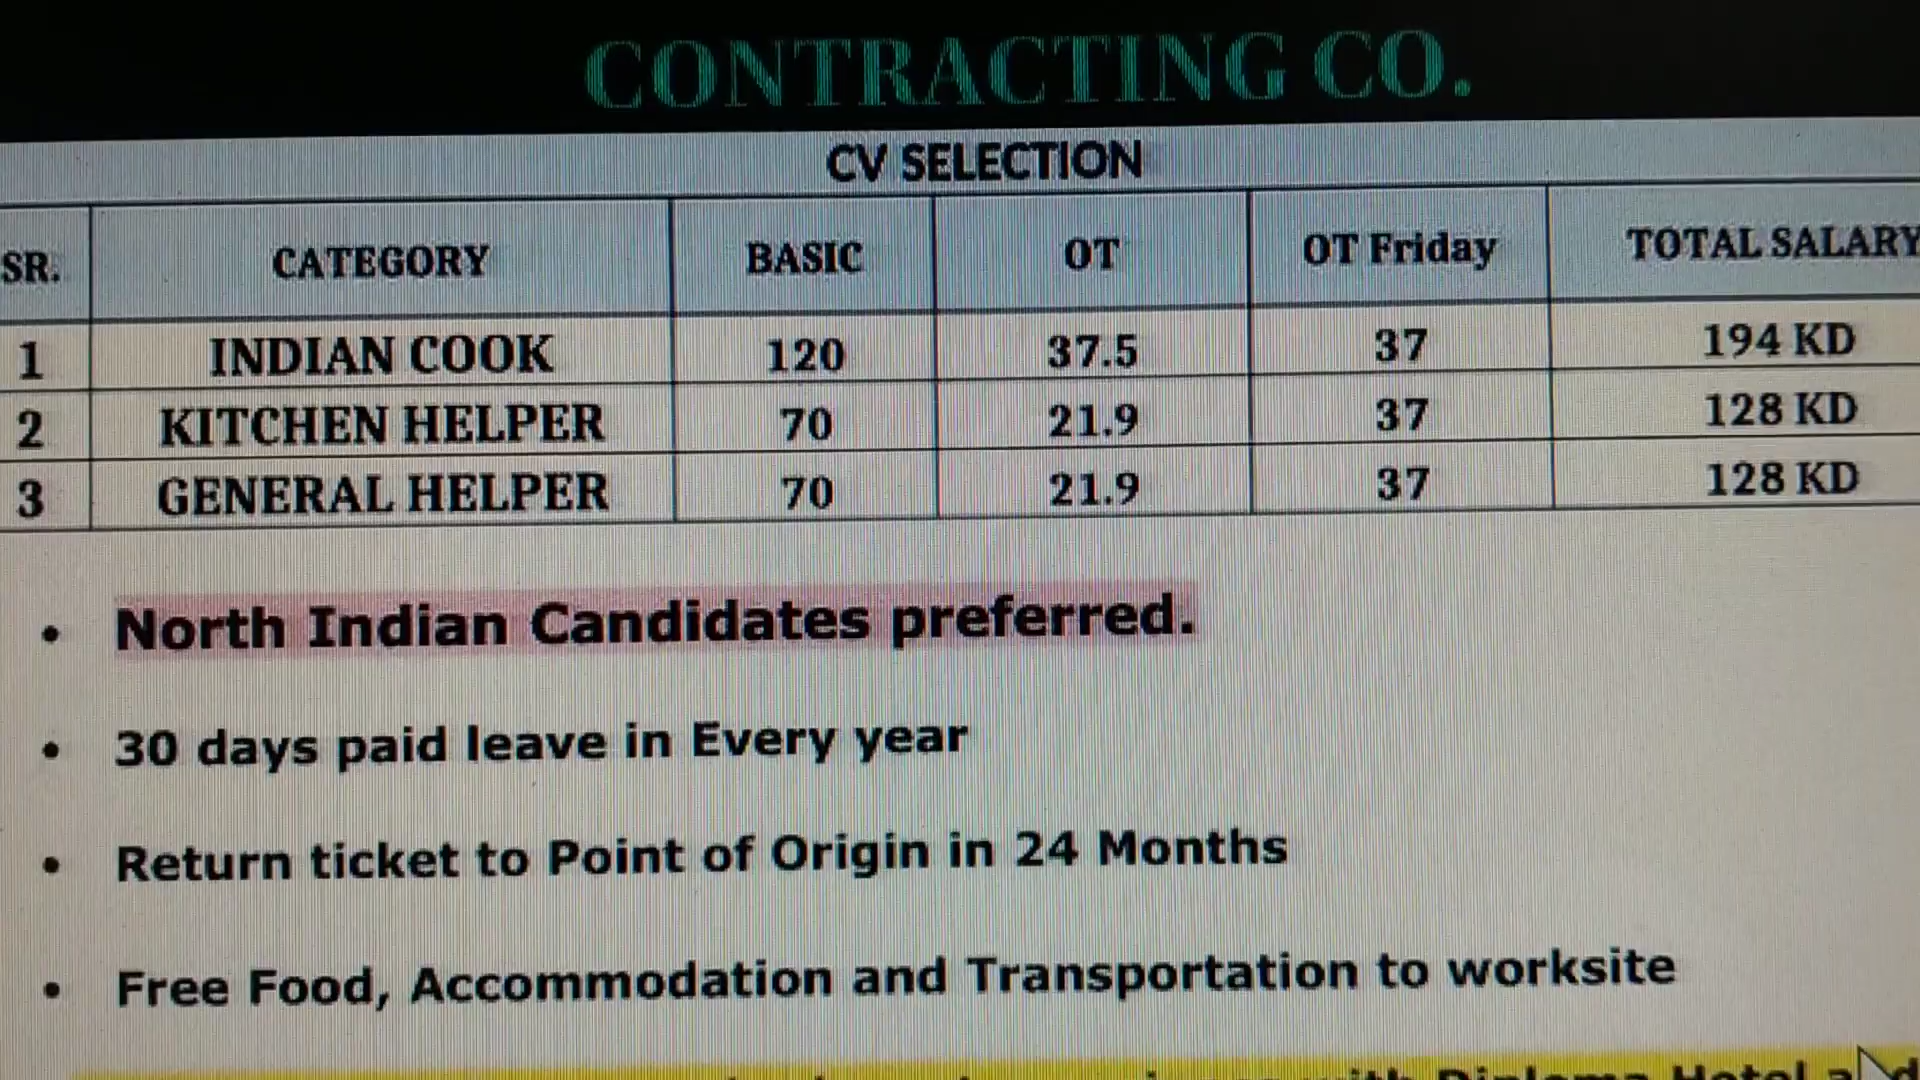 CONTRACTING CO.
CV SELECTION
SR. CATEGORY BASIC OT OT Friday TOTAL SALARY
1 INDIAN COOK 120 37.5 37 194 KD
2 KITCHEN HELPER 70 21.9 37 128 KD
3 GENERAL HELPER 70 21.9 37 128 KD
• North Indian Candidates preferred.
• 30 days paid leave in Every year
• Return ticket to Point of Origin in 24 Months
• Free Food, Accommodation and Transportation to worksite
with Diploma Hotel